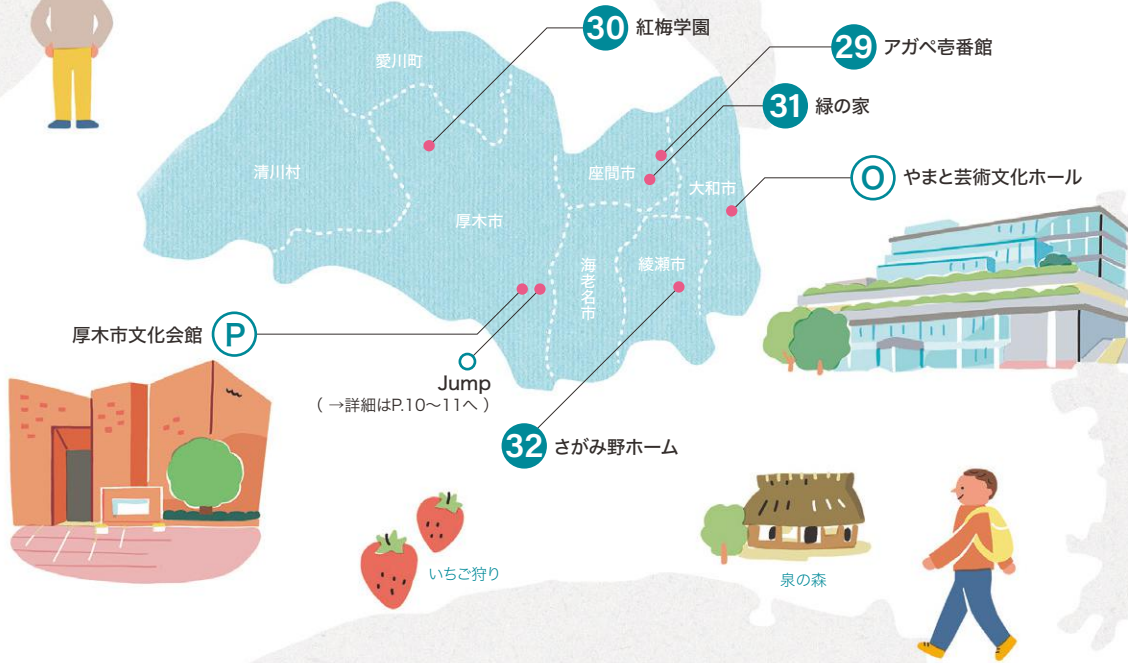 30 紅梅学園
29 アガペ壱番館
愛川町
31 緑の家
清川村
座間市
大和市
O やまと芸術文化ホール
厚木市
海老名市
綾瀬市
厚木市文化会館 P
Jump
（→詳細はP.10〜11へ）
32 さがみ野ホーム
いちご狩り
泉の森